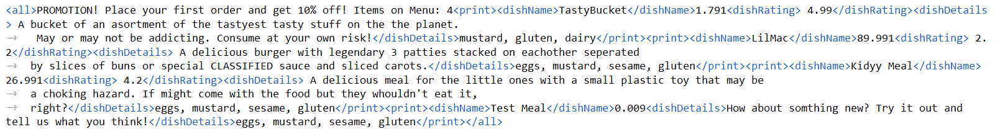 <all>PROMOTION! Place your first order and get 10% off! Items on Menu: 4<print><dishName>TastyBucket</dishName>1.791<dishRating> 4.99</dishRating><dishDetails
> A bucket of an asortment of the tastyest tasty stuff on the the planet.
→   May or may not be addicting. Consume at your own risk!</dishDetails>mustard, gluten, dairy</print><print><dishName>LilMac</dishName>89.991<dishRating> 2.
2</dishRating><dishDetails> A delicious burger with legendary 3 patties stacked on eachother seperated
→  by slices of buns or special CLASSIFIED sauce and sliced carots.</dishDetails>eggs, mustard, sesame, gluten</print><print><dishName>Kidyy Meal</dishName>
26.991<dishRating> 4.2</dishRating><dishDetails> A delicious meal for the little ones with a small plastic toy that may be
→  a choking hazard. If might come with the food but they whouldn't eat it,
→  right?</dishDetails>eggs, mustard, sesame, gluten</print><print><dishName>Test Meal</dishName>0.009<dishDetails>How about somthing new? Try it out and
tell us what you think!</dishDetails>eggs, mustard, sesame, gluten</print></all>